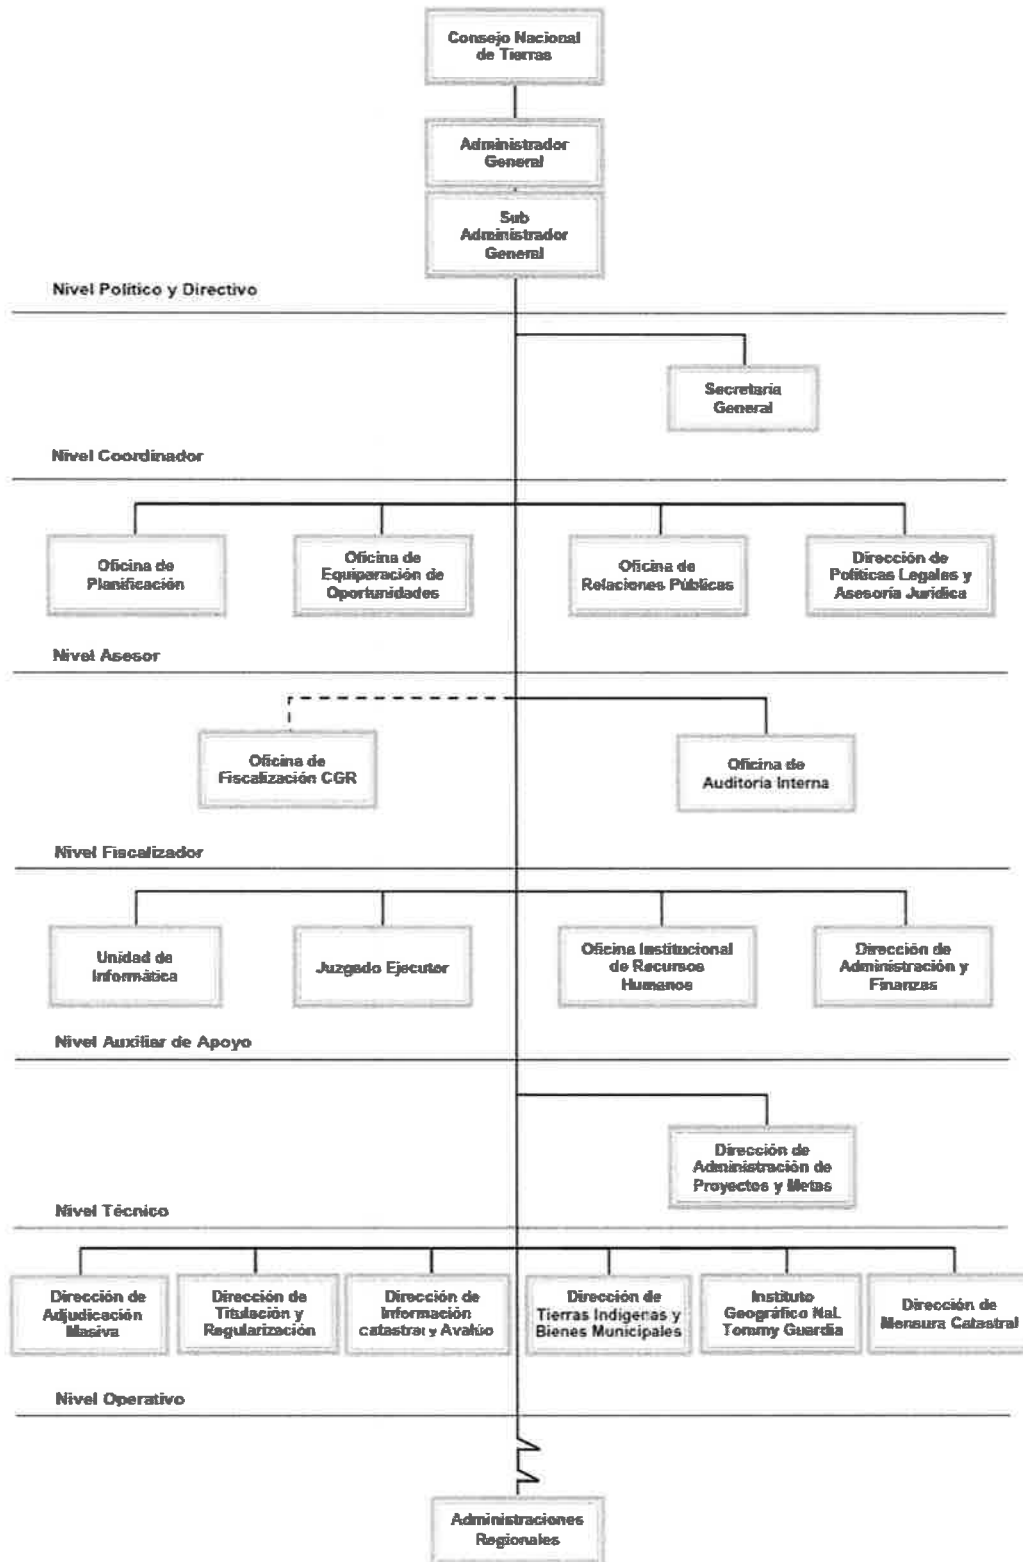 Consejo Nacional
de Tierras
Administrador
General
Sub
Administrador
General
Nivel Político y Directivo
Secretaría
General
Nivel Coordinador
Oficina de
Planificación
Oficina de
Equiparación de
Oportunidades
Oficina de
Relaciones Públicas
Dirección de
Políticas Legales y
Asesoría Jurídica
Nivel Asesor
Oficina de
Fiscalización CGR
Oficina de
Auditoría Interna
Nivel Fiscalizador
Unidad de
Informática
Juzgado Ejecutor
Oficina Institucional
de Recursos
Humanos
Dirección de
Administración y
Finanzas
Nivel Auxiliar de Apoyo
Dirección de
Administración de
Proyectos y Metas
Nivel Técnico
Dirección de
Adjudicación
Masiva
Dirección de
Titulación y
Regularización
Dirección de
Información
catastral y Avalúo
Dirección de
Tierras Indígenas y
Bienes Municipales
Instituto
Geográfico Nal.
Tommy Guardia
Dirección de
Mensura Catastral
Nivel Operativo
Administraciones
Regionales